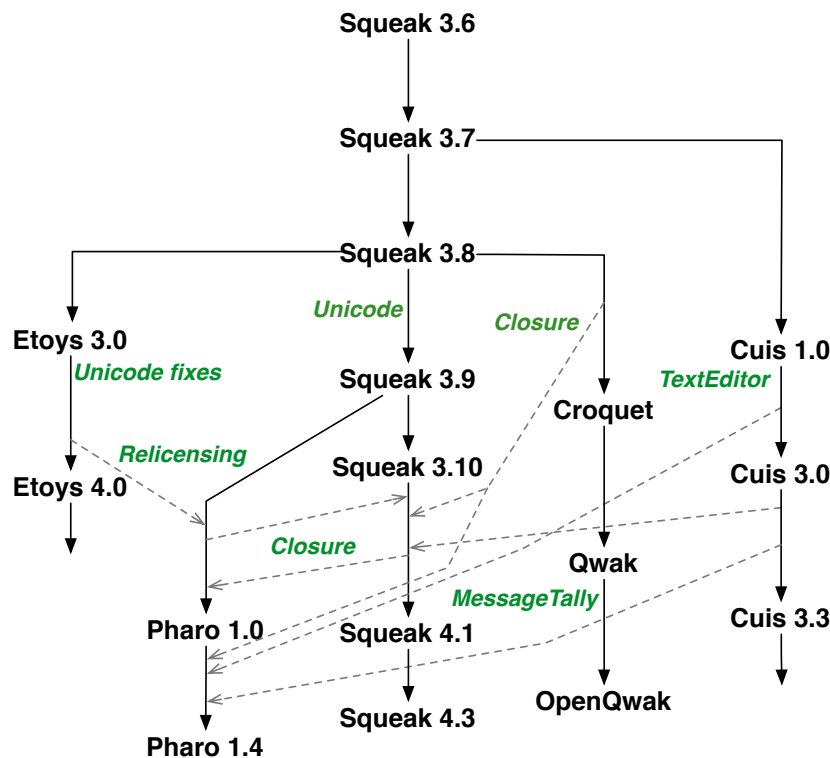 Squeak 3.6
Squeak 3.7
Squeak 3.8
Unicode
Closure
Etoys 3.0
Cuis 1.0
Unicode fixes
Squeak 3.9
TextEditor
Croquet
Relicensing
Squeak 3.10
Cuis 3.0
Etoys 4.0
Closure
Qwak
MessageTally
Cuis 3.3
Pharo 1.0
Squeak 4.1
OpenQwak
Squeak 4.3
Pharo 1.4